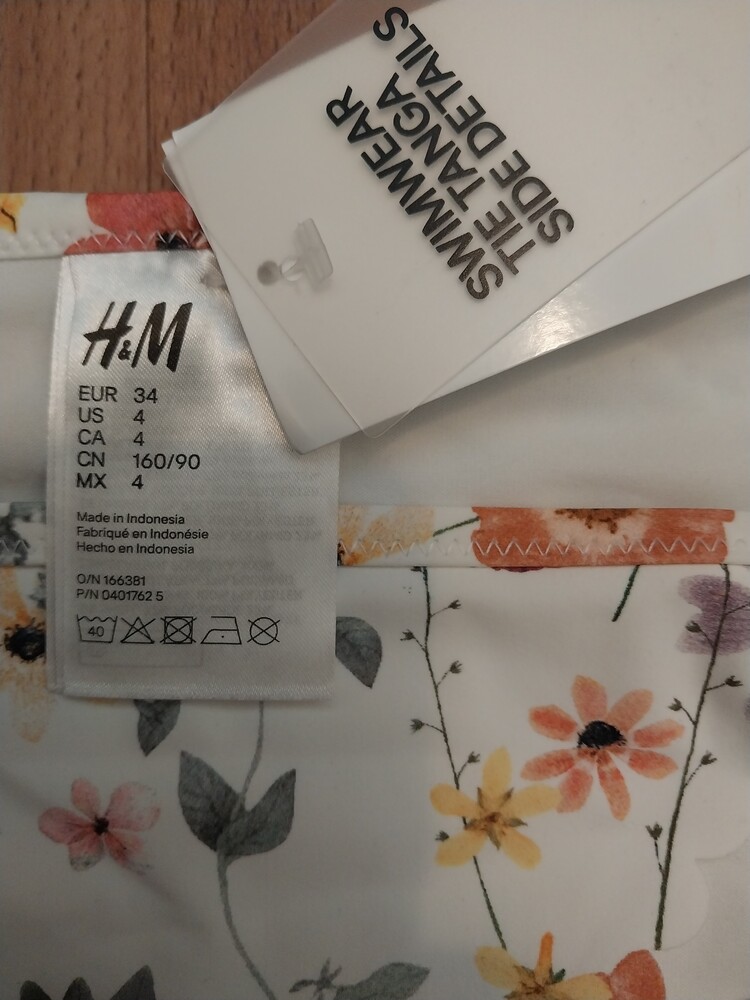 SWIMWEAR
TIE TANGA
SIDE DETAILS
H&M
EUR 34
US 4
CA 4
CN 160/90
MX 4
Made in Indonesia
Fabriqué en Indonésie
Hecho en Indonesia
O/N 166381
P/N 0401762 5
40